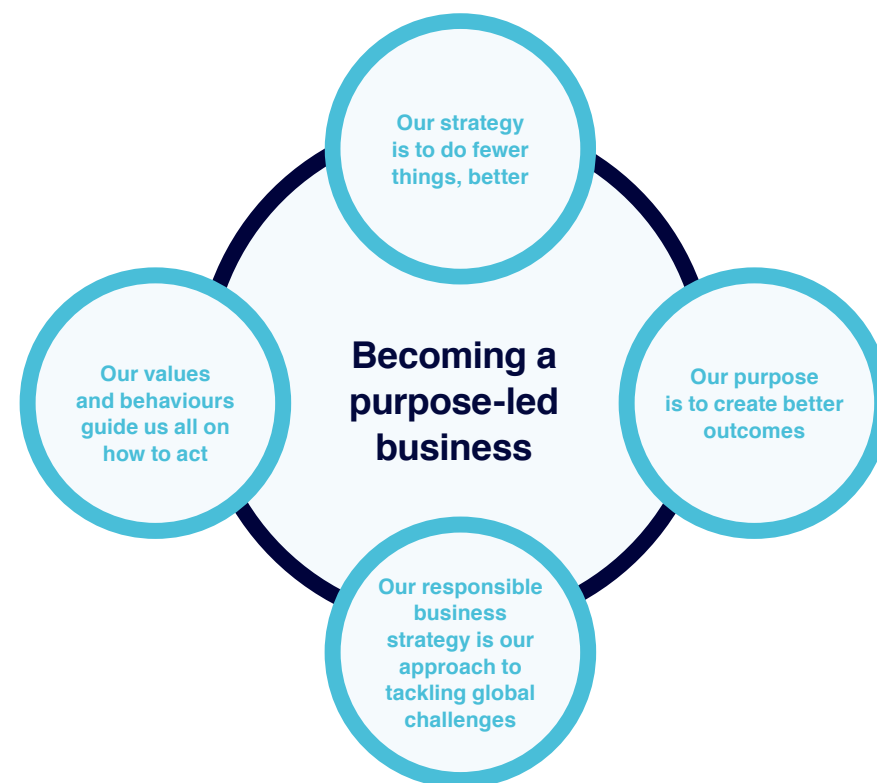 Our strategy
is to do fewer
things, better
Becoming a
purpose-led
business
Our values
and behaviours
guide us all on
how to act
Our purpose
is to create better
outcomes
Our responsible
business
strategy is our
approach to
tackling global
challenges